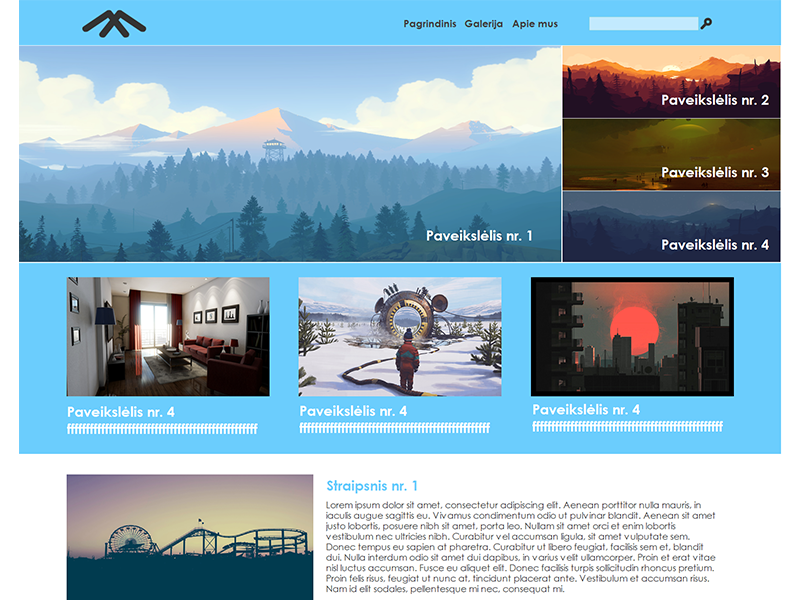 Pagrindinis Galerija Apie mus
Paveikslėlis nr. 1
Paveikslėlis nr. 2
Paveikslėlis nr. 3
Paveikslėlis nr. 4
Paveikslėlis nr. 4
Paveikslėlis nr. 4
Paveikslėlis nr. 4
Straipsnis nr. 1
Lorem ipsum dolor sit amet, consectetur adipiscing elit. Aenean porttitor nulla mauris, in
iaculis augue sagittis eu. Vivamus condimentum odio ut pulvinar blandit. Aenean sit amet
justo lobortis, posuere nibh sit amet, porta leo. Nullam sit amet orci et enim lobortis
vestibulum nec ultricies nibh. Curabitur vel accumsan ligula, sit amet vulputate sem.
Donec tempus eu sapien at pharetra. Curabitur ut libero feugiat, facilisis sem et, blandit
dui. Nulla interdum odio sit amet dui dapibus, in varius velit ullamcorper. Proin et erat vitae
nisl luctus accumsan. Fusce eu aliquet elit. Donec facilisis turpis sollicitudin rhoncus pretium.
Proin felis risus, feugiat ut nunc at, tincidunt placerat ante. Vestibulum et accumsan risus.
Nam id elit sodales, pellentesque mi nec, consequat mi.